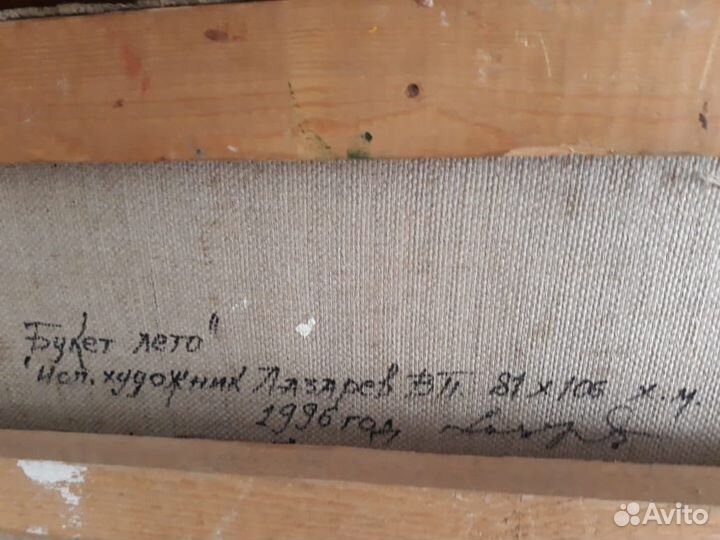 Букет лето"
"Исп. художник Лазарев В.П. 81 х 106 х.м.
1996 год
Avito